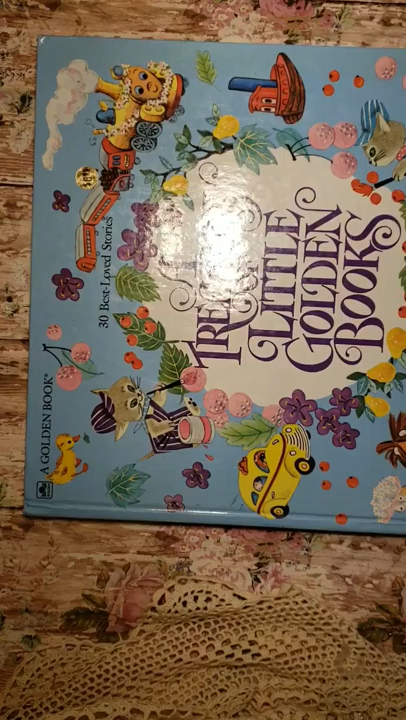 A GOLDEN BOOK®
30 Best-Loved Stories
A
LITTLE
GOLDEN
BOOKS